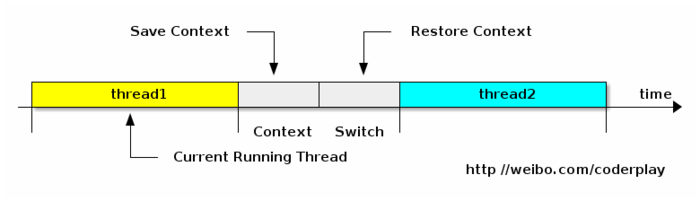 Save Context
Restore Context
thread1
thread2
time
Context
Switch
Current Running Thread
http //weibo.com/coderplay